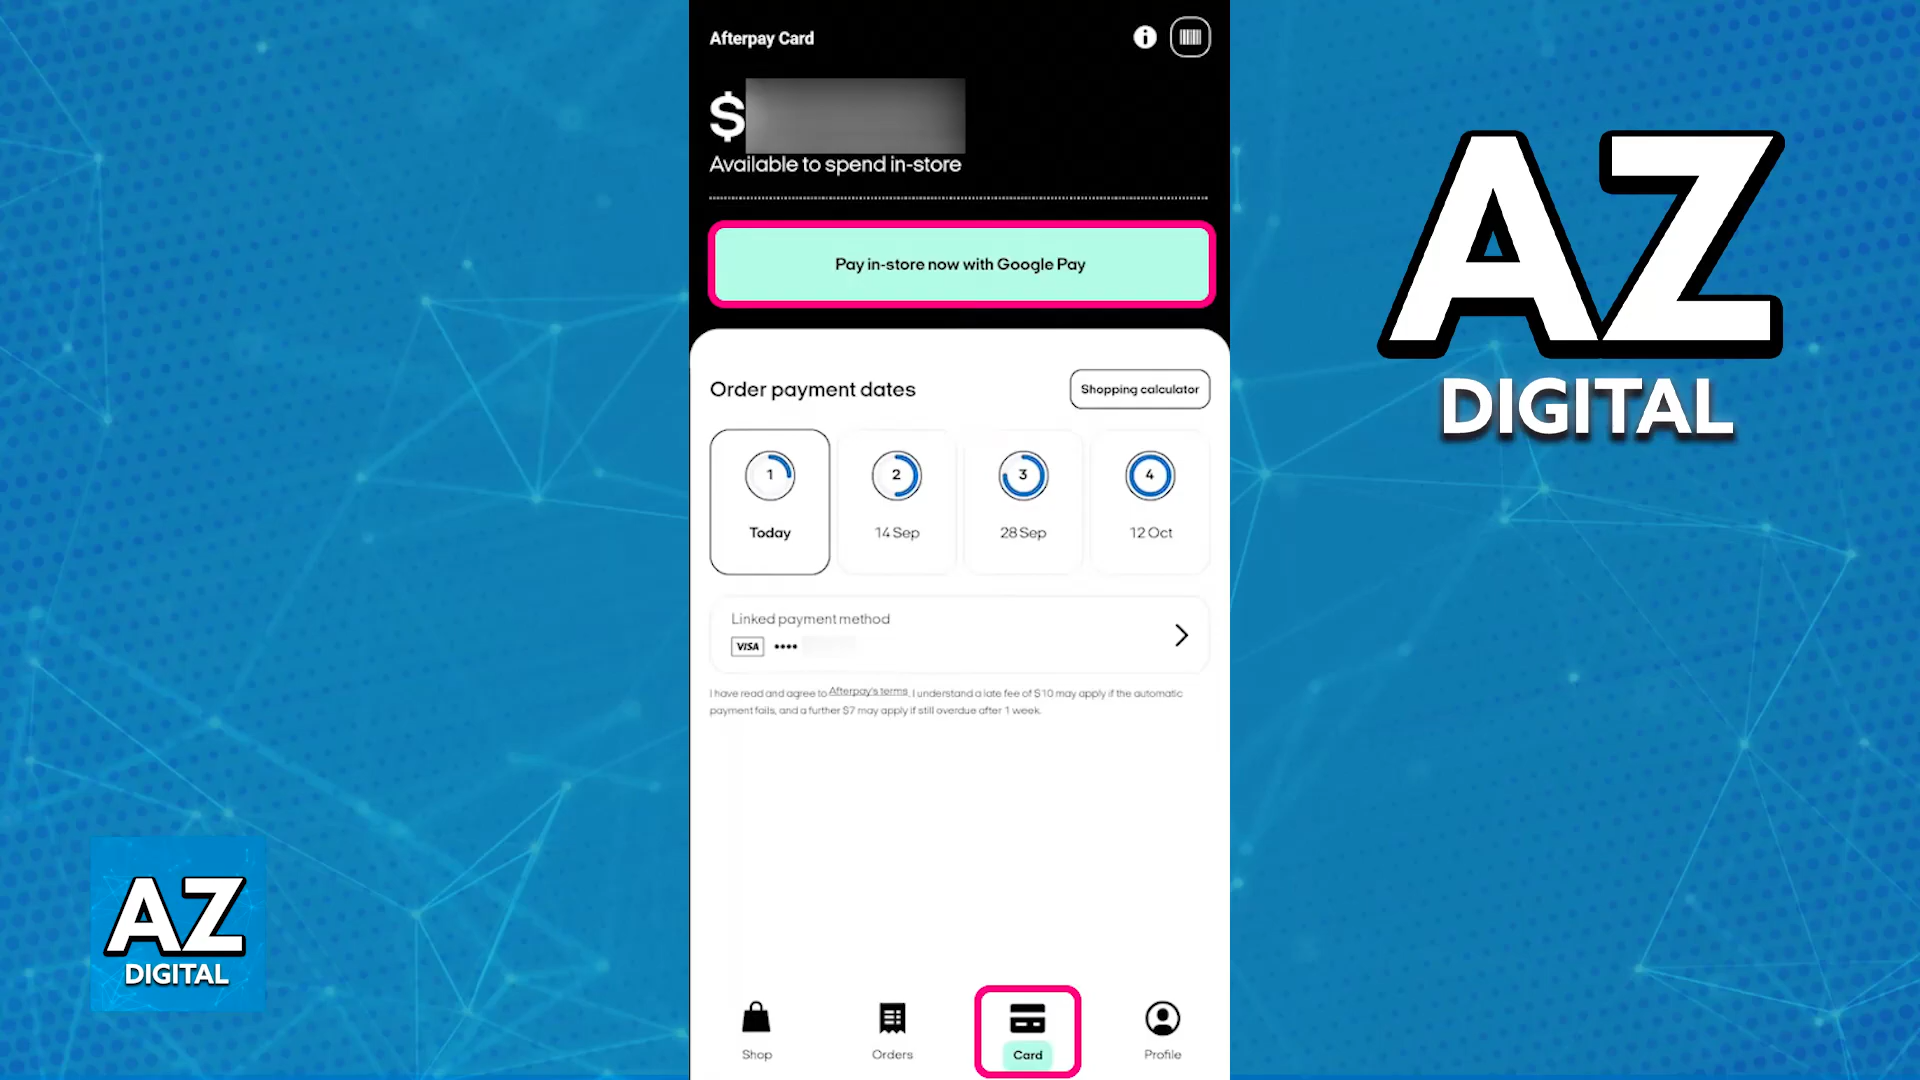 Afterpay Card
$
Available to spend in-store
Pay in-store now with Google Pay
Order payment dates
Shopping calculator
1
2
3
4
Today
14 Sep
28 Sep
12 Oct
Linked payment method
VISA ••••
I have read and agree to Afterpay's terms. I understand a late fee of $10 may apply if the automatic
payment fails, and a further $7 may apply if still overdue after 1 week.
Shop
Orders
Card
Profile
AZ
DIGITAL
AZ
DIGITAL